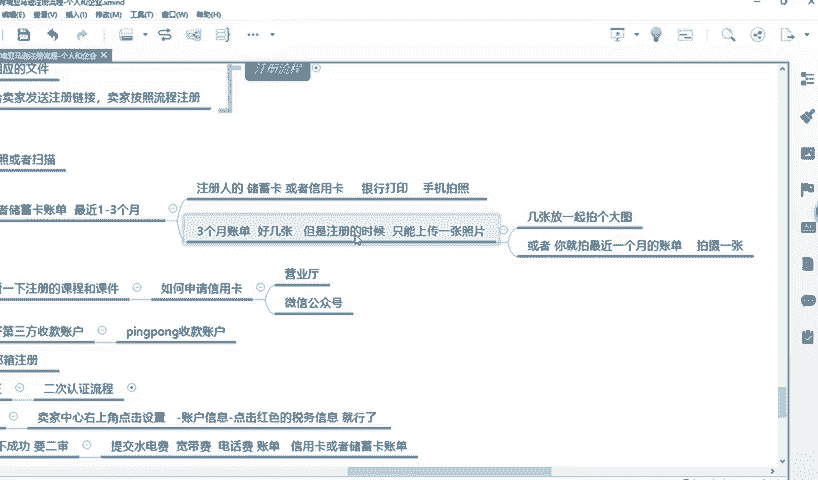 亚马逊注册流程-个人和企业.xmind
编辑(E) 查看(V) 插入(I) 修改(M) 工具(T) 窗口(W) 帮助(H)
亚马逊注册流程-个人和企业
相应的文件
注册流程
卖家发送注册链接，卖家按照流程注册
照或者扫描
注册人的 储蓄卡 或者信用卡 银行打印 手机拍照
者储蓄卡账单 最近1-3个月
3个月账单 好几张 但是注册的时候 只能上传一张照片
几张放一起拍个大图
或者 你就拍最近一个月的账单 拍摄一张
一下注册的课程和课件
如何申请信用卡
营业厅
微信公众号
第三方收款账户
pingpong收款账户
邮箱注册
二次认证流程
卖家中心右上角点击设置 -账户信息-点击红色的税务信息 就行了
不成功 要二审
提交水电费 宽带费 电话费 账单 信用卡或者储蓄卡账单